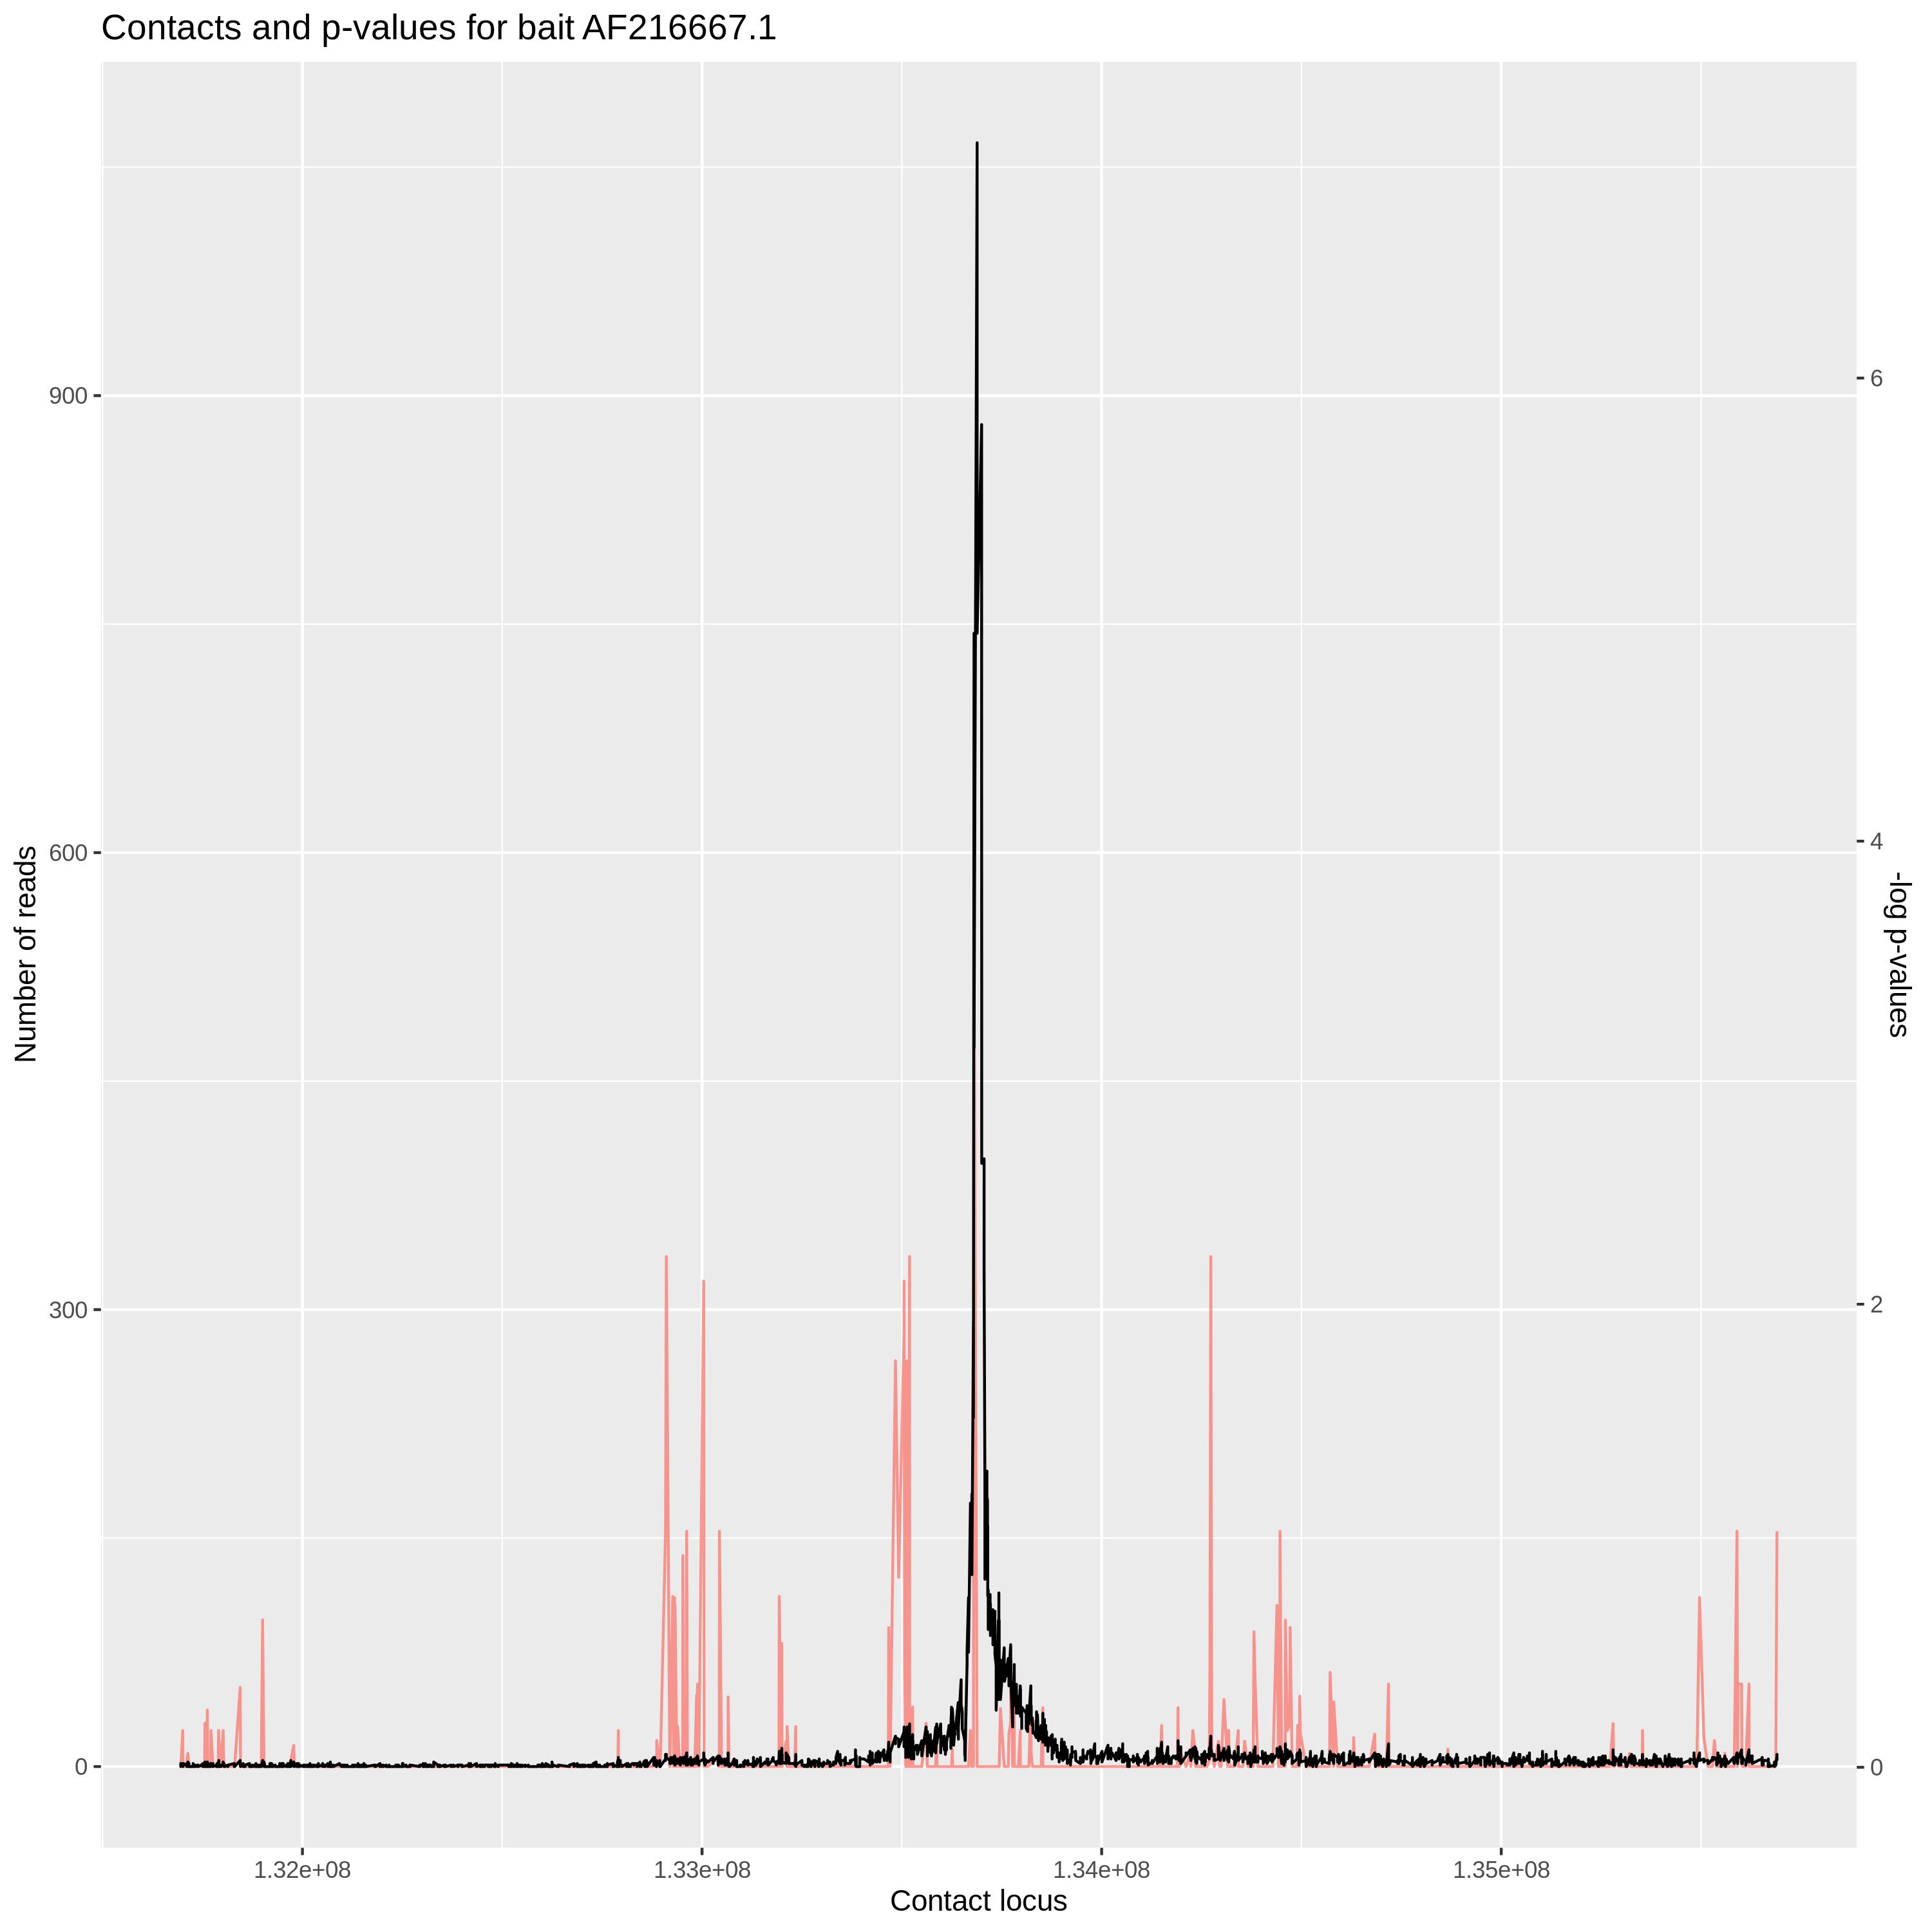 Contacts and p-values for bait AF216667.1
900
600
300
0
6
4
2
0
Number of reads
-log p-values
1.32e+08
1.33e+08
1.34e+08
1.35e+08
Contact locus